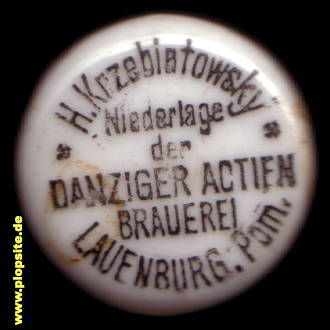 H. Krzebiatowsky
Niederlage
der
DANZIGER ACTIEN
BRAUEREI
LAUENBURG. Pom.
www.plopsite.de